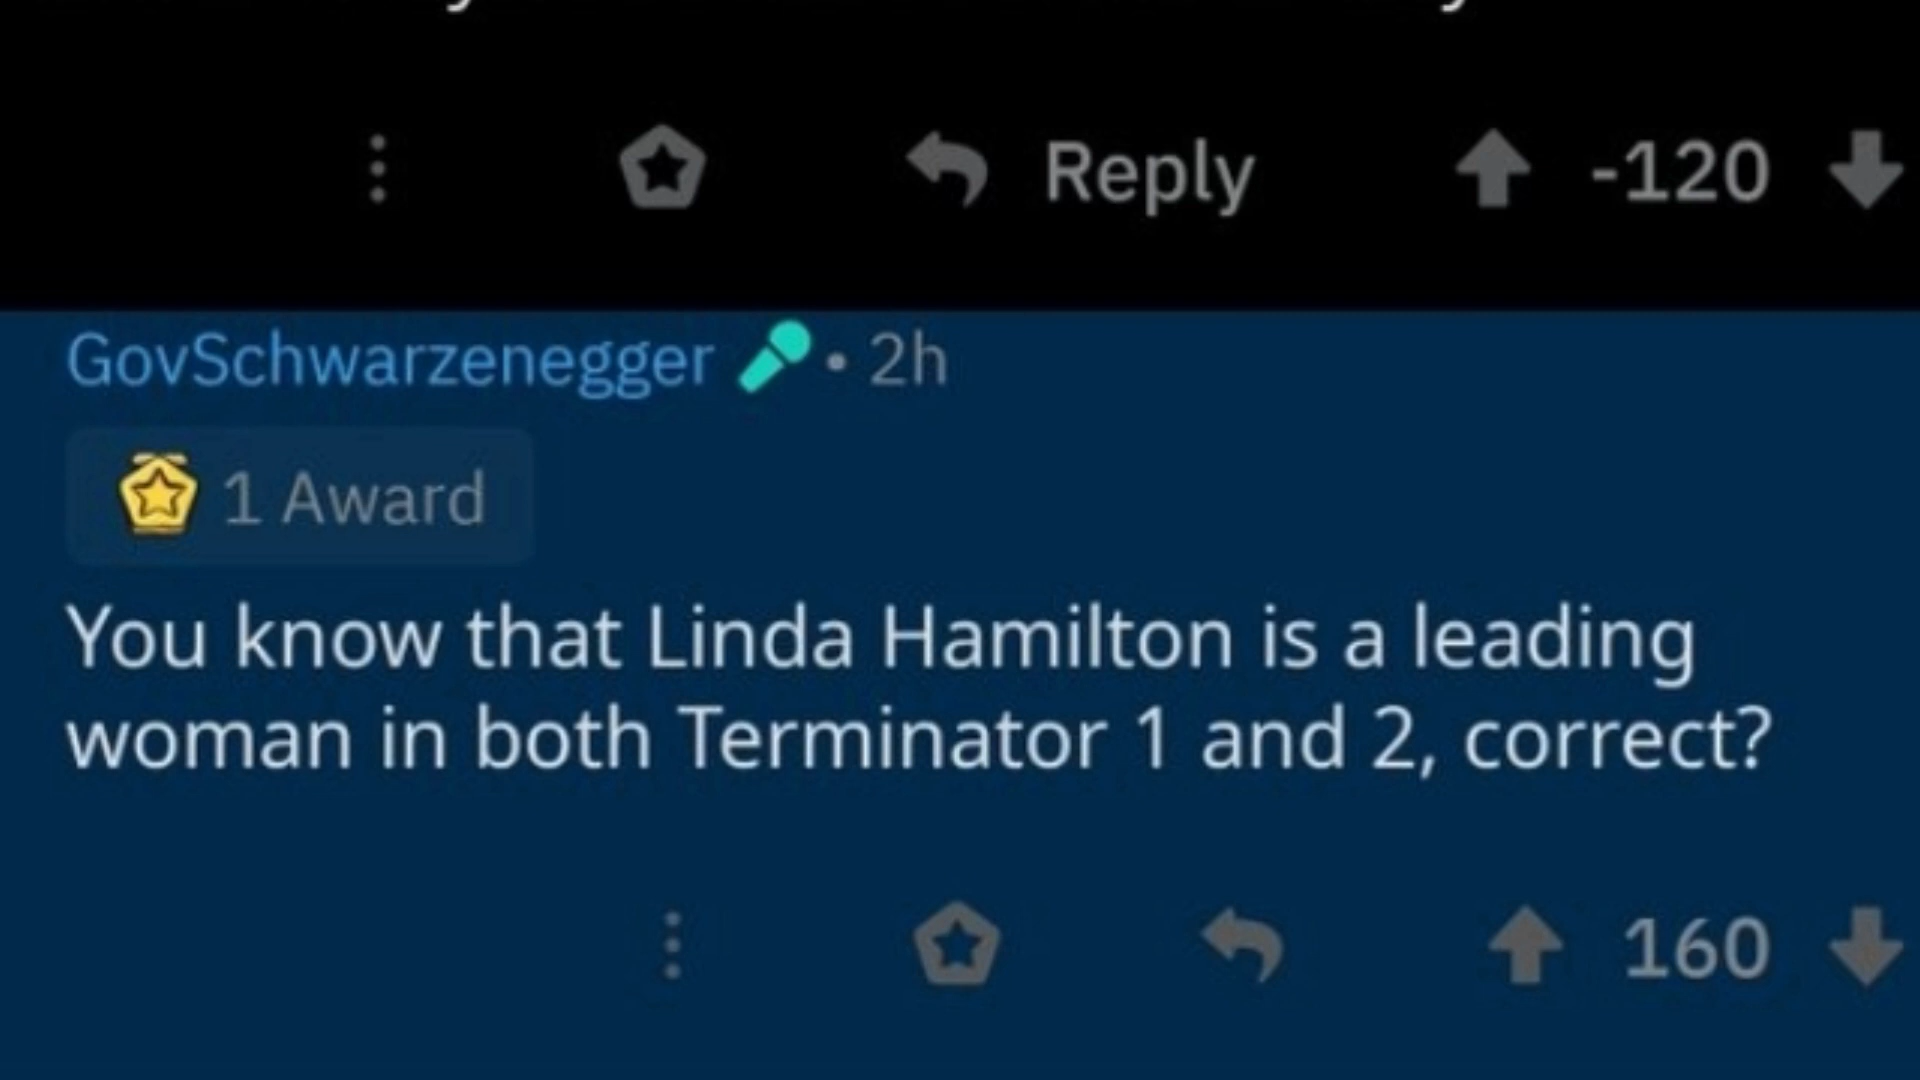 Reply -120
GovSchwarzenegger • 2h
1 Award
You know that Linda Hamilton is a leading
woman in both Terminator 1 and 2, correct?
160